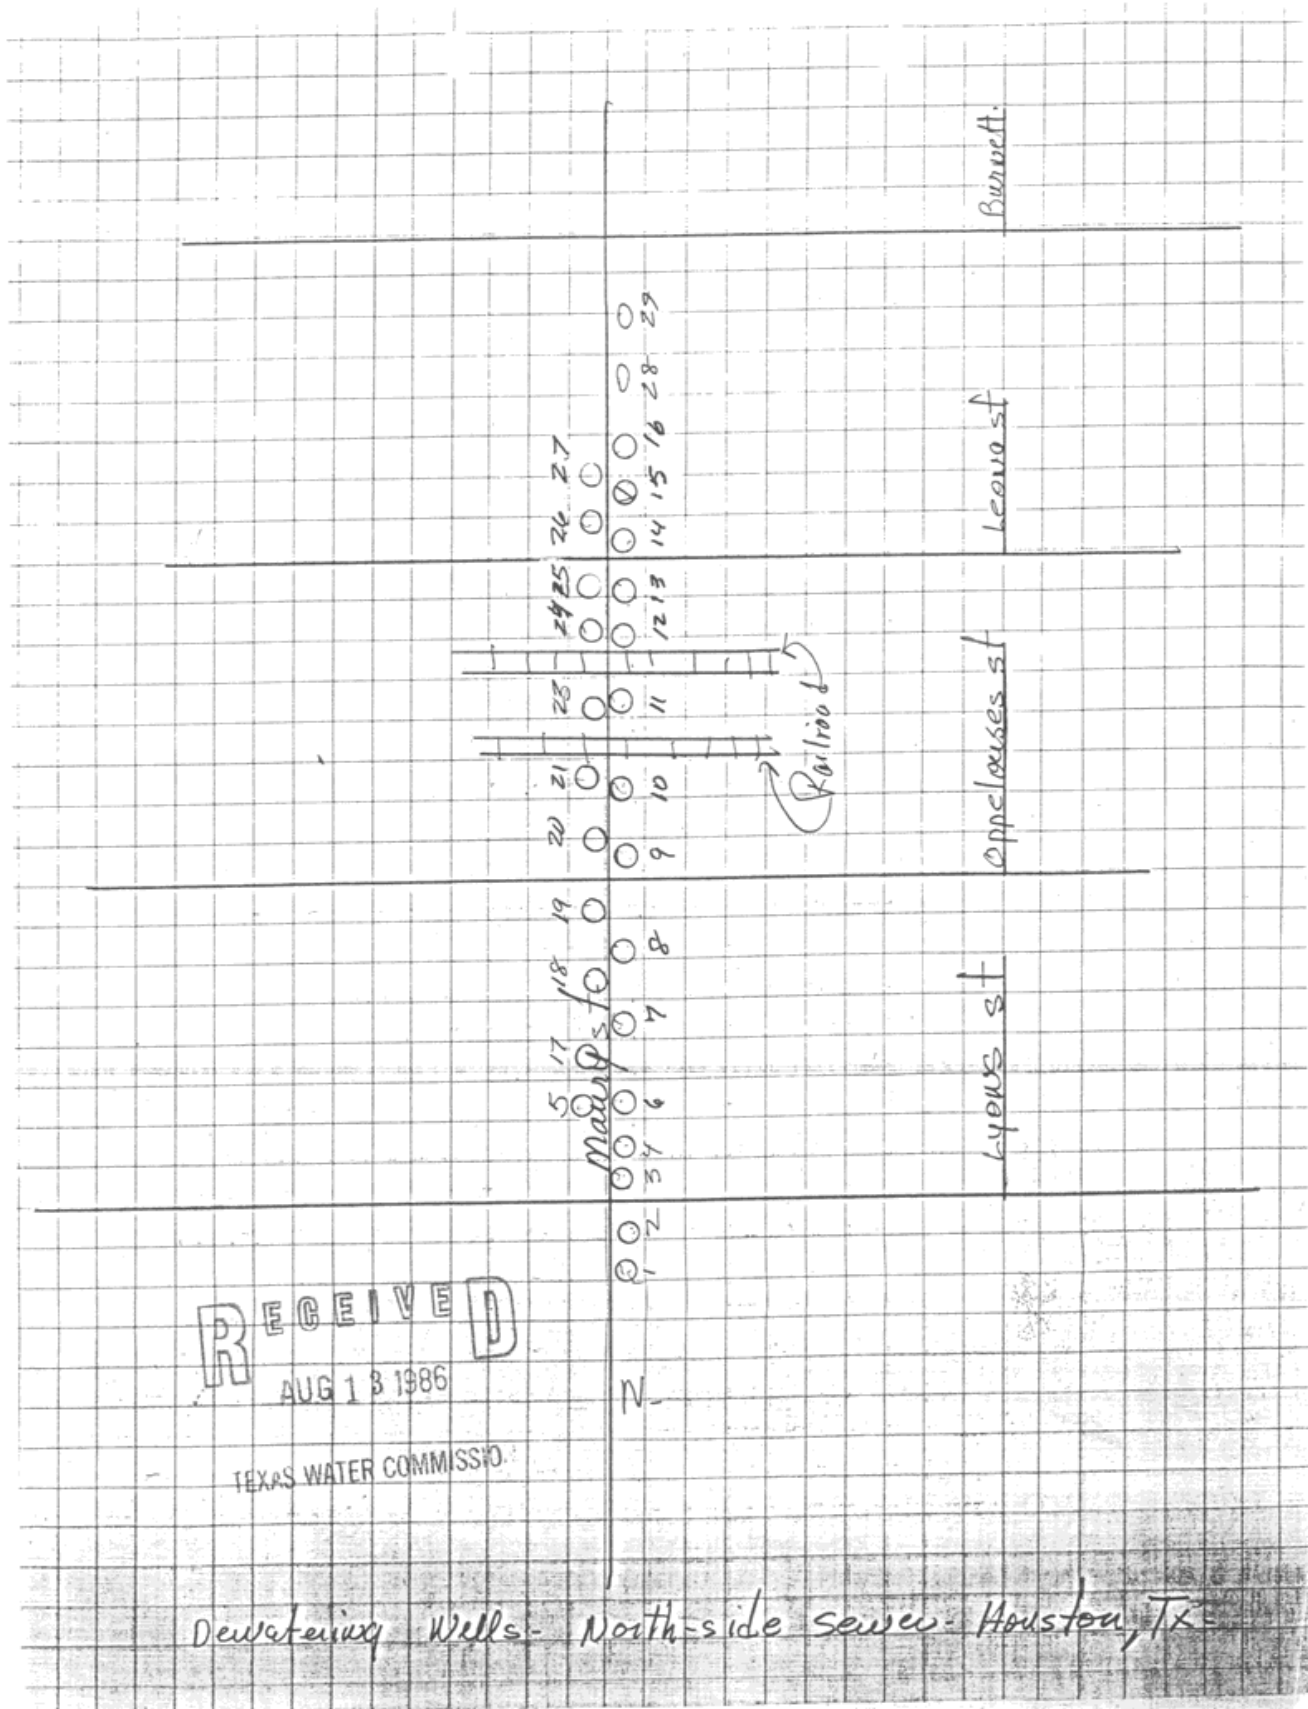 Burnett.
29
28
16
27
15
26
14
Leona st
25
13
24
12
23
11
Railroad
21
10
Oppelouses st
20
9
19
8
18
7
17
Maury st
5
6
4
3
Lyons st
2
1
RECEIVED
AUG 13 1986
N-
TEXAS WATER COMMISSIO
Dewatering Wells- North-side sewer- Houston, Tx-